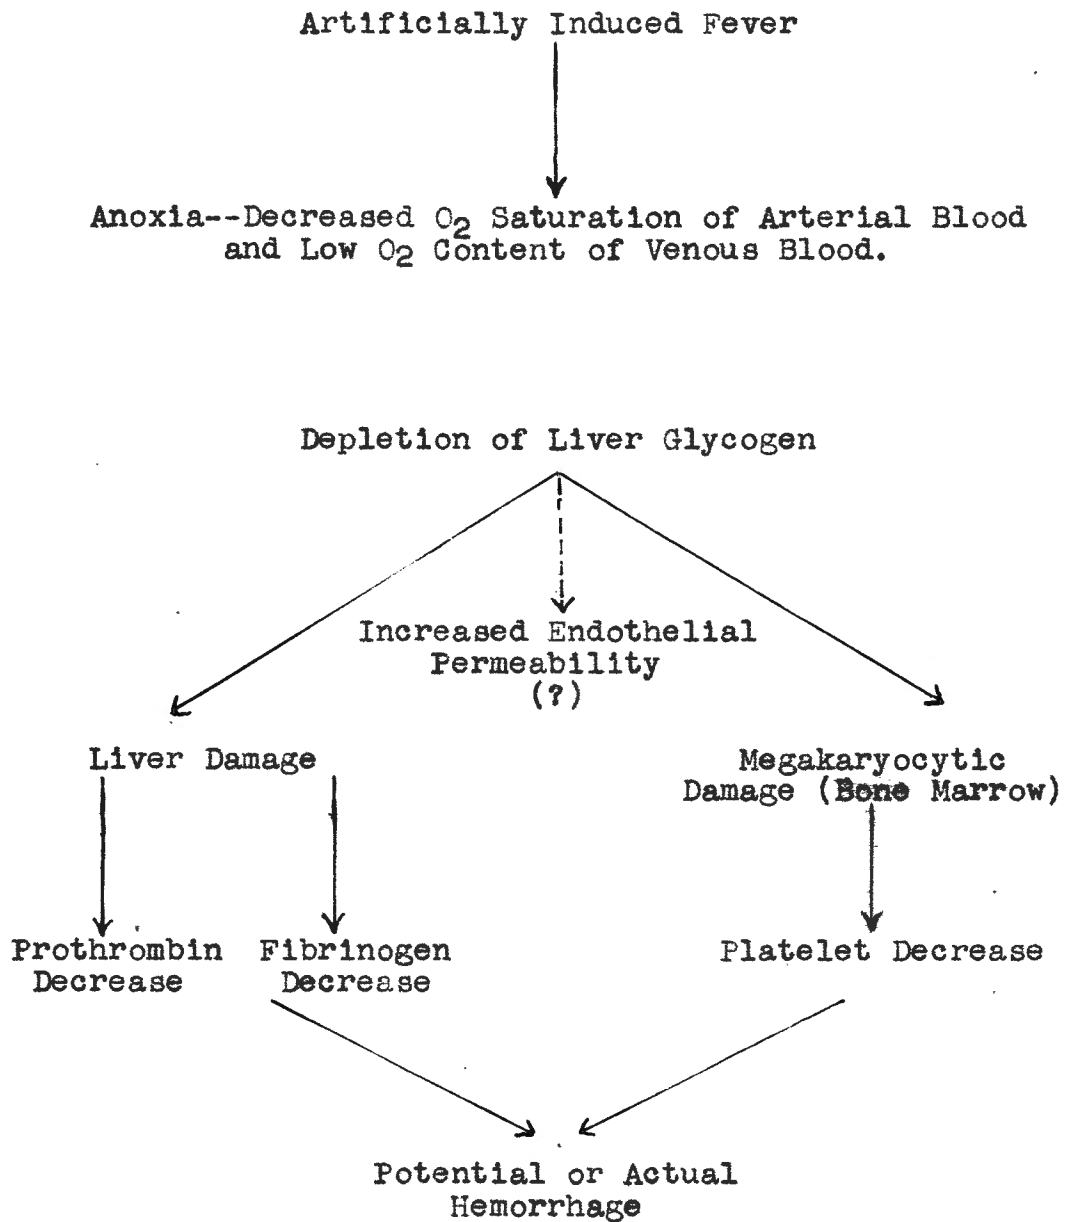 Artificially Induced Fever
Anoxia--Decreased O2 Saturation of Arterial Blood
and Low O2 Content of Venous Blood.
Depletion of Liver Glycogen
Increased Endothelial
Permeability
(?)
Liver Damage
Megakaryocytic
Damage (Bone Marrow)
Prothrombin
Decrease
Fibrinogen
Decrease
Platelet Decrease
Potential or Actual
Hemorrhage